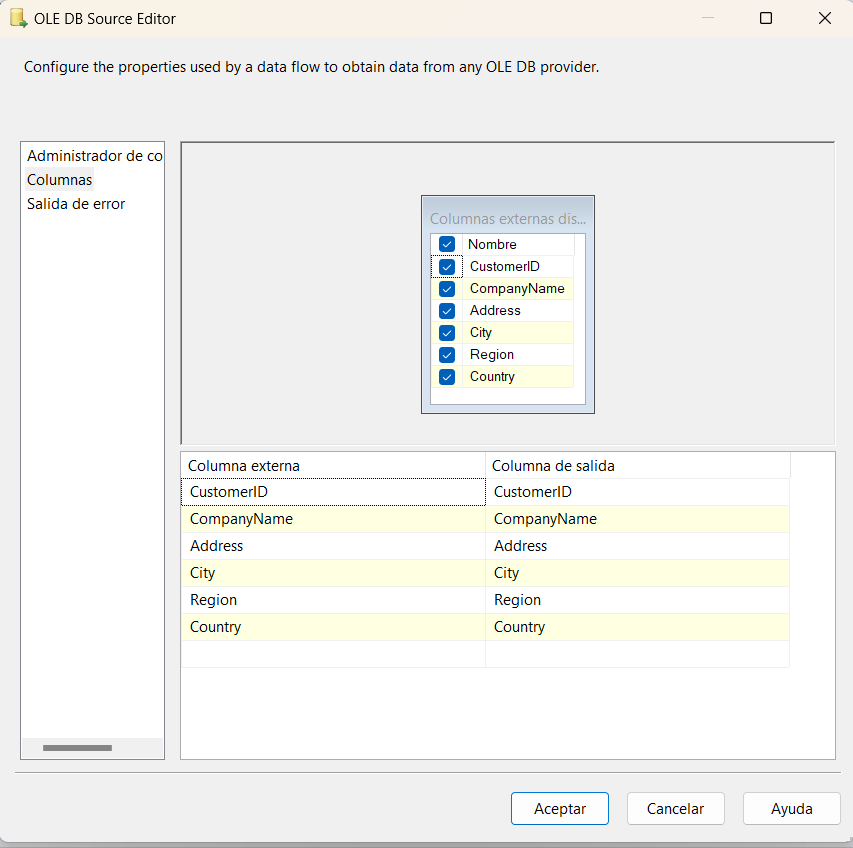 OLE DB Source Editor
Configure the properties used by a data flow to obtain data from any OLE DB provider.
Administrador de co
Columnas
Salida de error
Columnas externas dis...
Nombre
CustomerID
CompanyName
Address
City
Region
Country
Columna externa Columna de salida
CustomerID CustomerID
CompanyName CompanyName
Address Address
City City
Region Region
Country Country
Aceptar Cancelar Ayuda